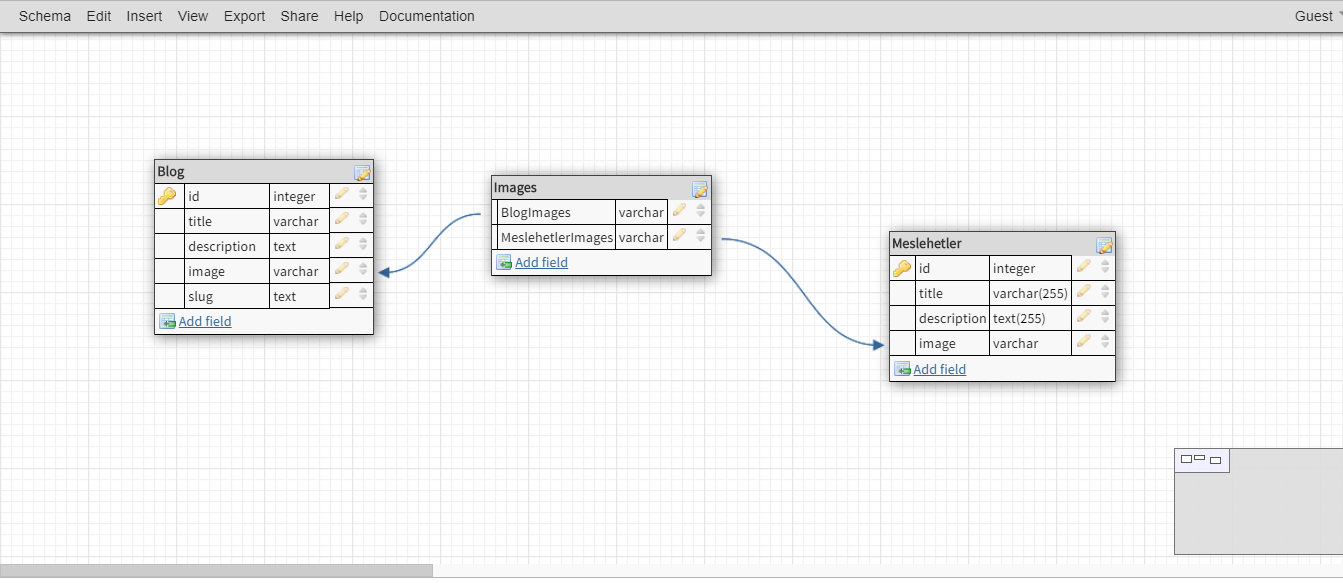 Schema Edit Insert View Export Share Help Documentation Guest
Blog
id integer
title varchar
description text
image varchar
slug text
Add field
Images
BlogImages varchar
MeslehetlerImages varchar
Add field
Meslehetler
id integer
title varchar(255)
description text(255)
image varchar
Add field